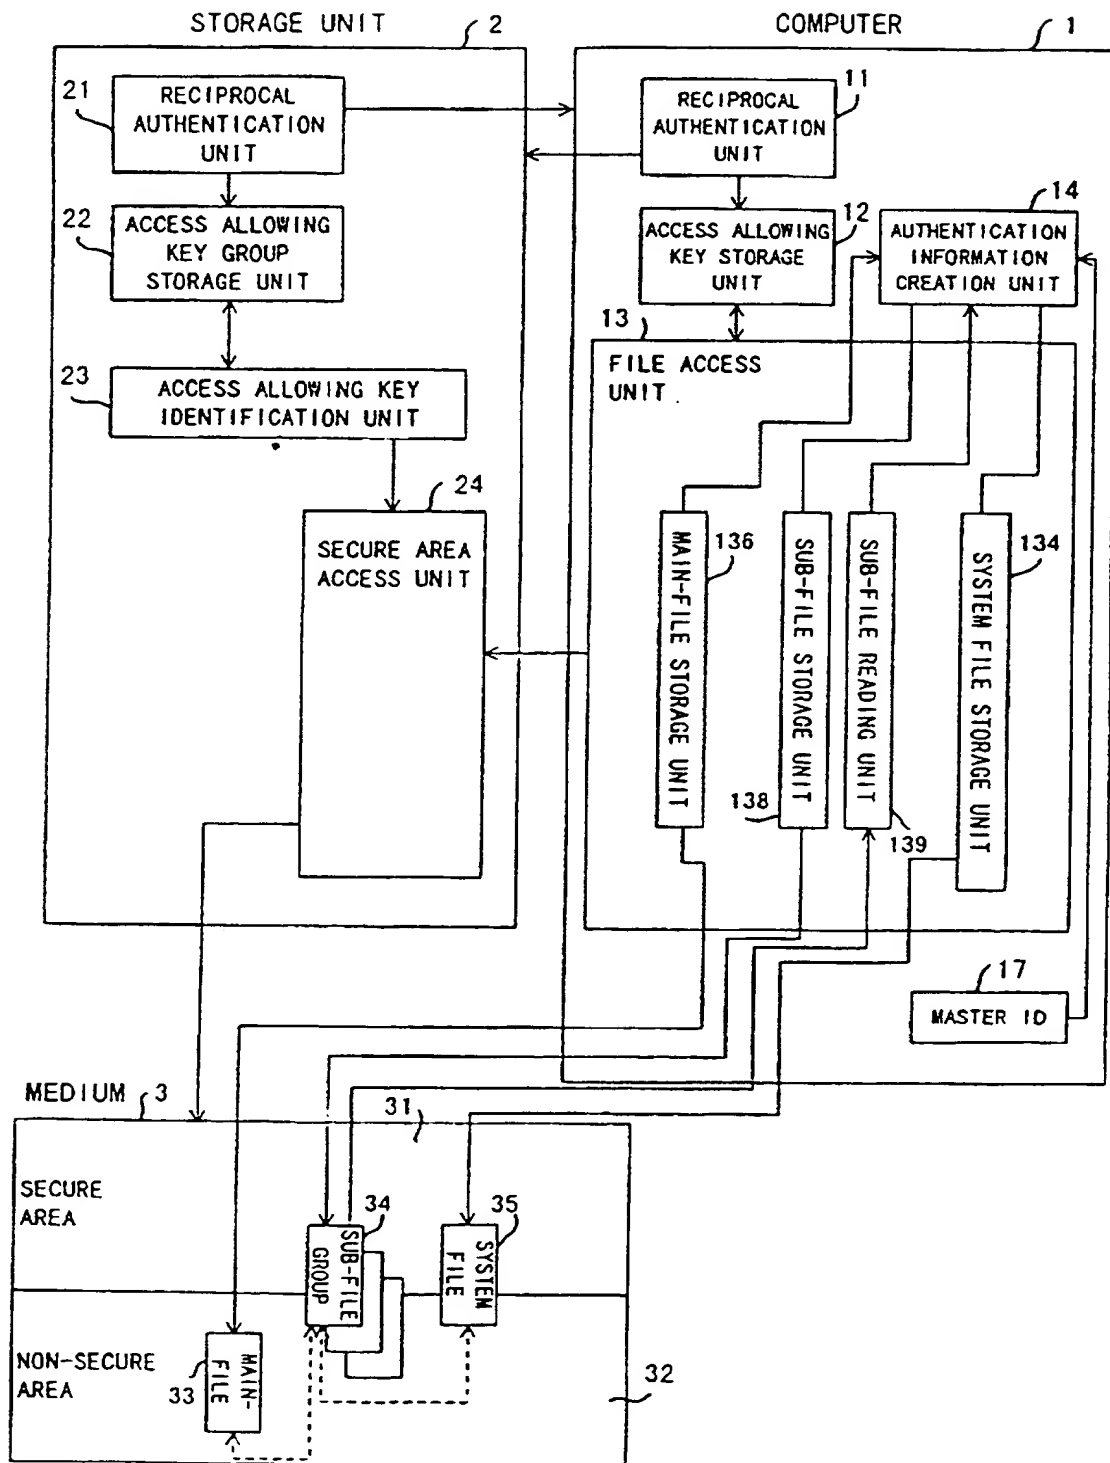 STORAGE UNIT
2
COMPUTER
1
21
RECIPROCAL
AUTHENTICATION
UNIT
22
ACCESS ALLOWING
KEY GROUP
STORAGE UNIT
23
ACCESS ALLOWING KEY
IDENTIFICATION UNIT
24
SECURE AREA
ACCESS UNIT
11
RECIPROCAL
AUTHENTICATION
UNIT
12
ACCESS ALLOWING
KEY STORAGE
UNIT
14
AUTHENTICATION
INFORMATION
CREATION UNIT
13
FILE ACCESS
UNIT
136
MAIN-FILE STORAGE UNIT
138
SUB-FILE STORAGE UNIT
139
SUB-FILE READING UNIT
134
SYSTEM FILE STORAGE UNIT
17
MASTER ID
MEDIUM
3
31
SECURE
AREA
34
SUB-FILE
GROUP
35
SYSTEM
FILE
NON-SECURE
AREA
33
MAIN-
FILE
32